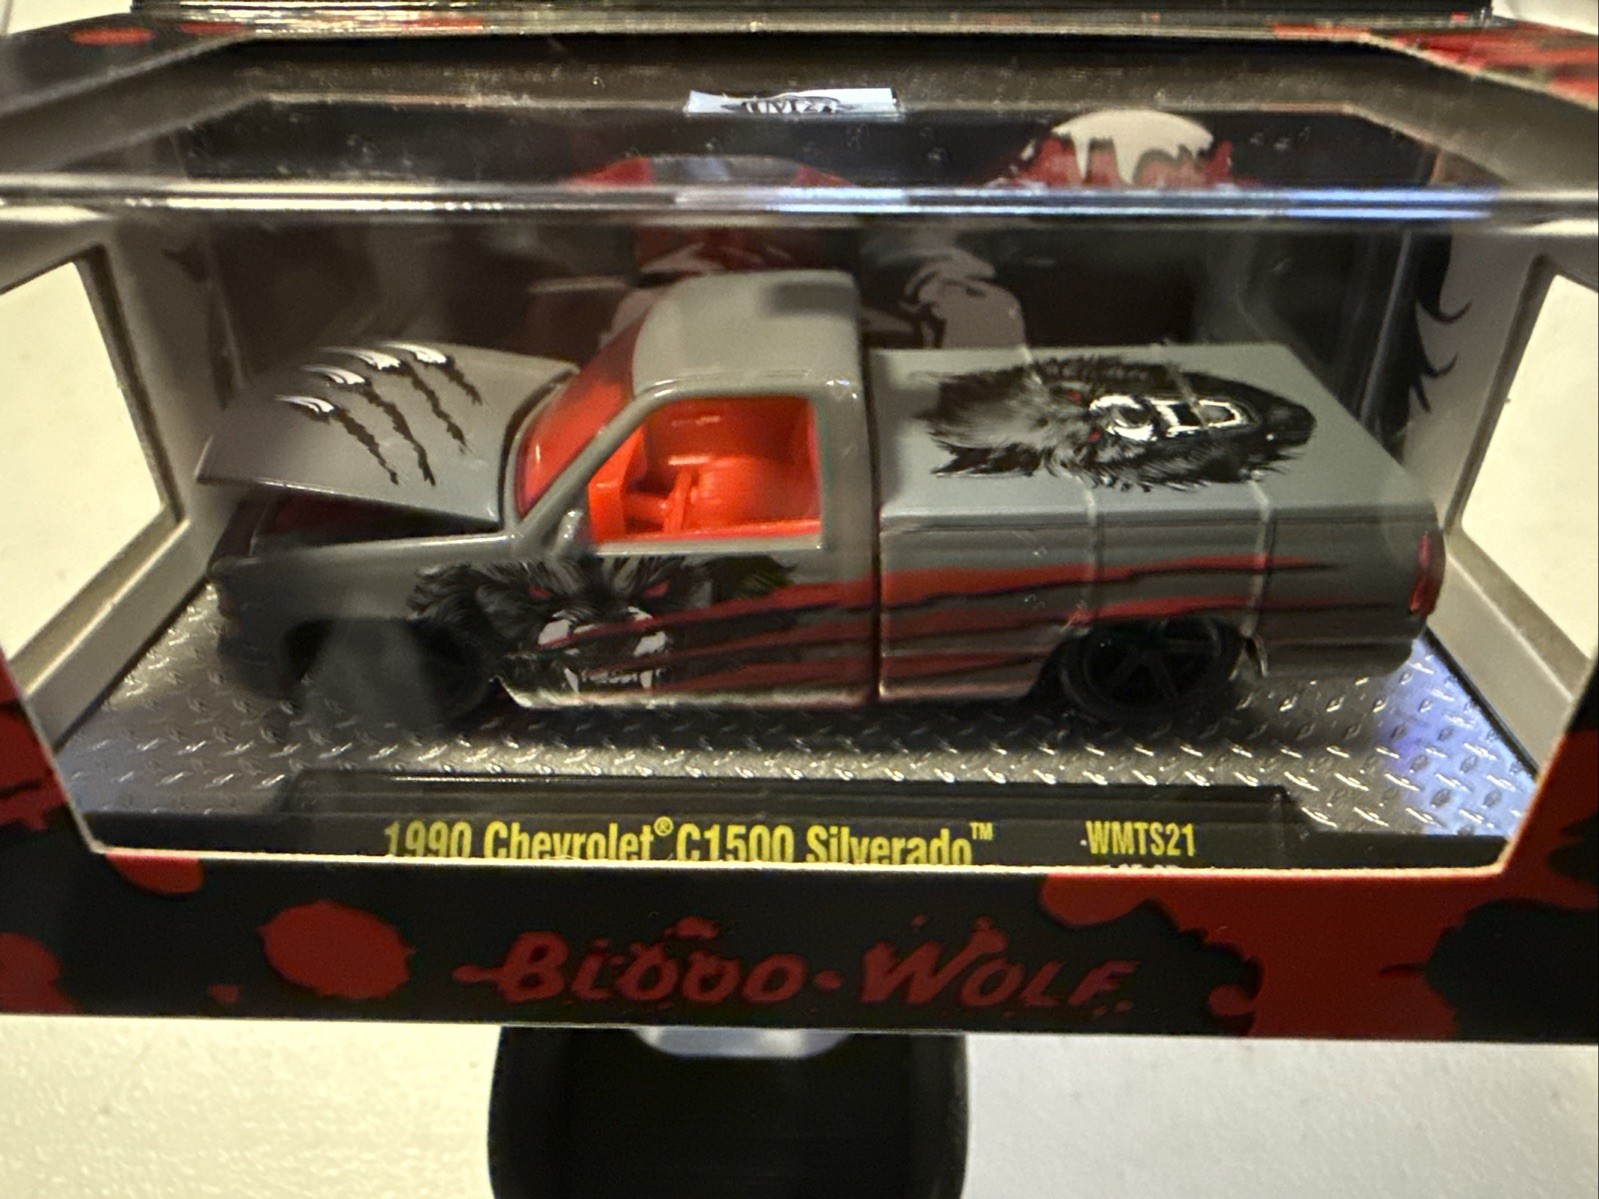 1990 Chevrolet® C1500 Silverado™ WMTS21
BLOOD-WOLF